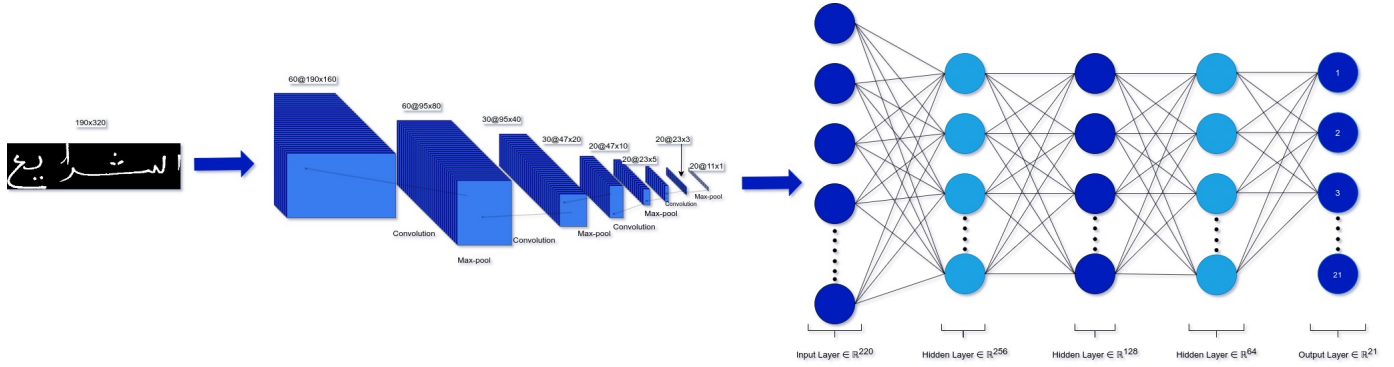 190x320
الشرايع
60@190x160
60@95x80
30@95x40
30@47x20
20@47x10
20@23x5
20@23x3
20@11x1
Convolution
Max-pool
Convolution
Max-pool
Convolution
Max-pool
Convolution
Max-pool
1
2
3
21
Input Layer ∈ ℝ²²⁰
Hidden Layer ∈ ℝ²⁵⁶
Hidden Layer ∈ ℝ¹²⁸
Hidden Layer ∈ ℝ⁶⁴
Output Layer ∈ ℝ²¹